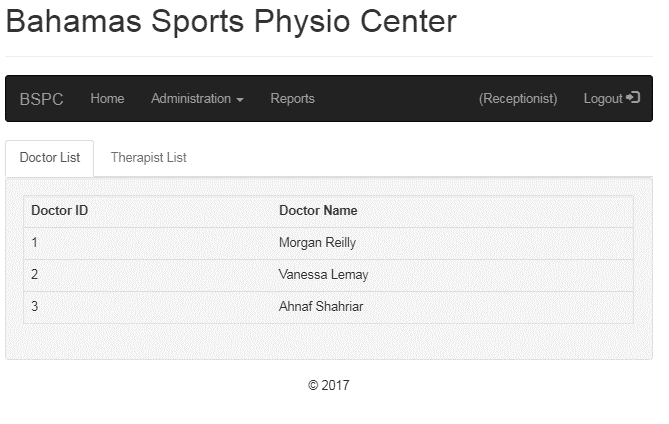 Bahamas Sports Physio Center
BSPC Home Administration Reports (Receptionist) Logout
Doctor List Therapist List
Doctor ID Doctor Name
1 Morgan Reilly
2 Vanessa Lemay
3 Ahnaf Shahriar
© 2017